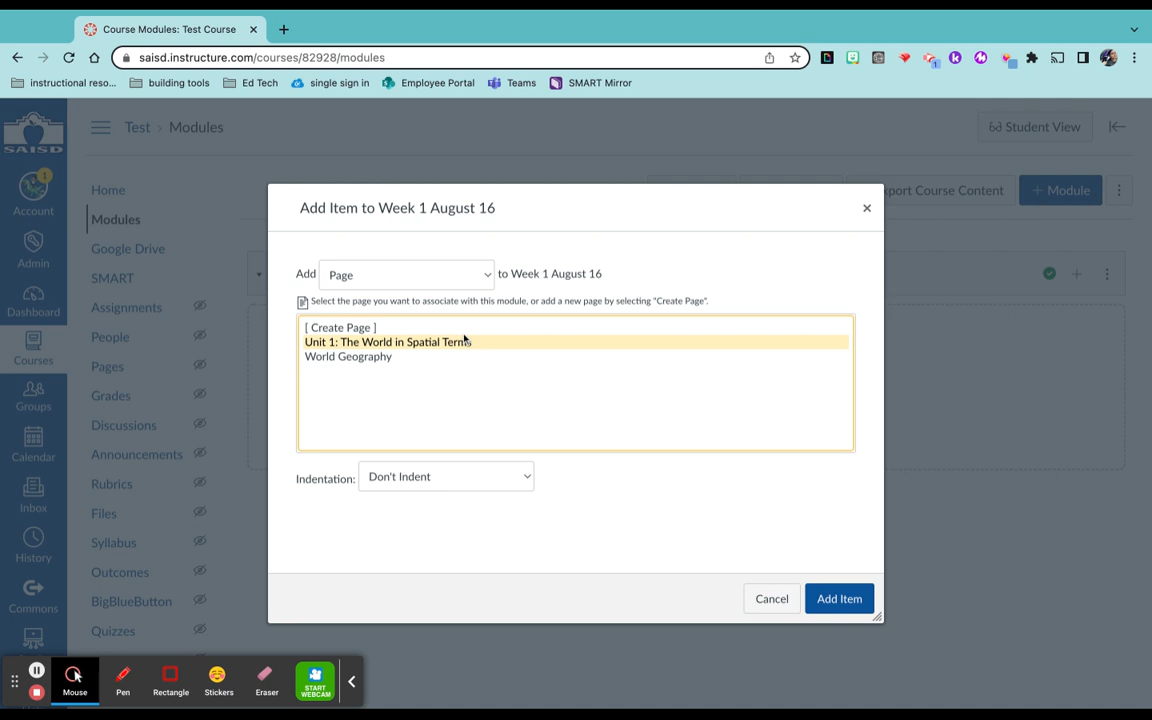 Course Modules: Test Course
saisd.instructure.com/courses/82928/modules
instructional reso... building tools Ed Tech single sign in Employee Portal Teams SMART Mirror
SAISD
Test › Modules
Student View
1
Account
Admin
Dashboard
Courses
Groups
Calendar
Inbox
History
Commons
Home
Modules
Google Drive
SMART
Assignments
People
Pages
Grades
Discussions
Announcements
Rubrics
Files
Syllabus
Outcomes
BigBlueButton
Quizzes
port Course Content
+ Module
Add Item to Week 1 August 16
Add Page to Week 1 August 16
Select the page you want to associate with this module, or add a new page by selecting "Create Page".
[ Create Page ]
Unit 1: The World in Spatial Terms
World Geography
Indentation: Don't Indent
Cancel Add Item
Mouse Pen Rectangle Stickers Eraser START WEBCAM